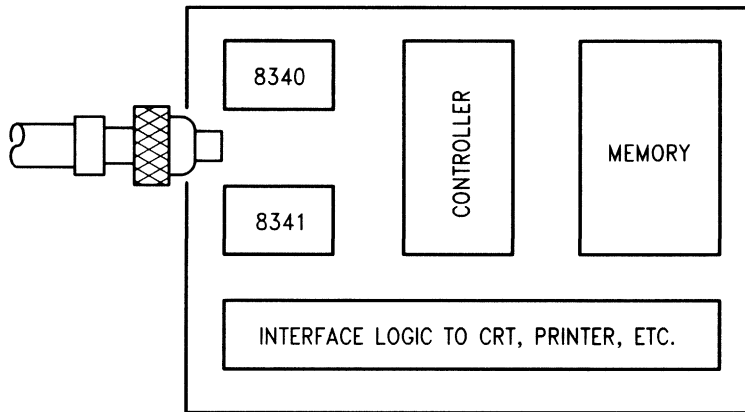 8340
CONTROLLER
MEMORY
8341
INTERFACE LOGIC TO CRT, PRINTER, ETC.